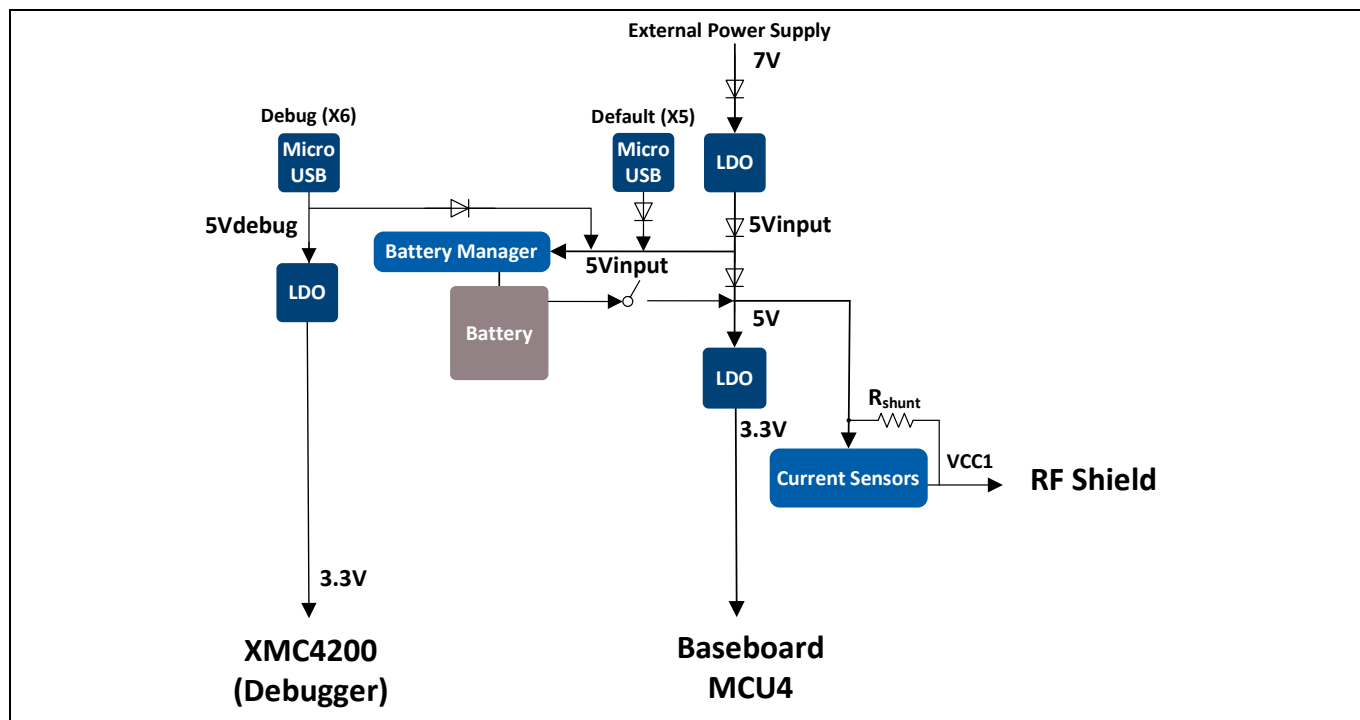 External Power Supply
7V
Debug (X6)
Default (X5)
Micro
USB
Micro
USB
LDO
5Vdebug
5Vinput
Battery Manager
5Vinput
LDO
Battery
5V
LDO
Rshunt
3.3V
VCC1
Current Sensors
RF Shield
3.3V
XMC4200
(Debugger)
Baseboard
MCU4